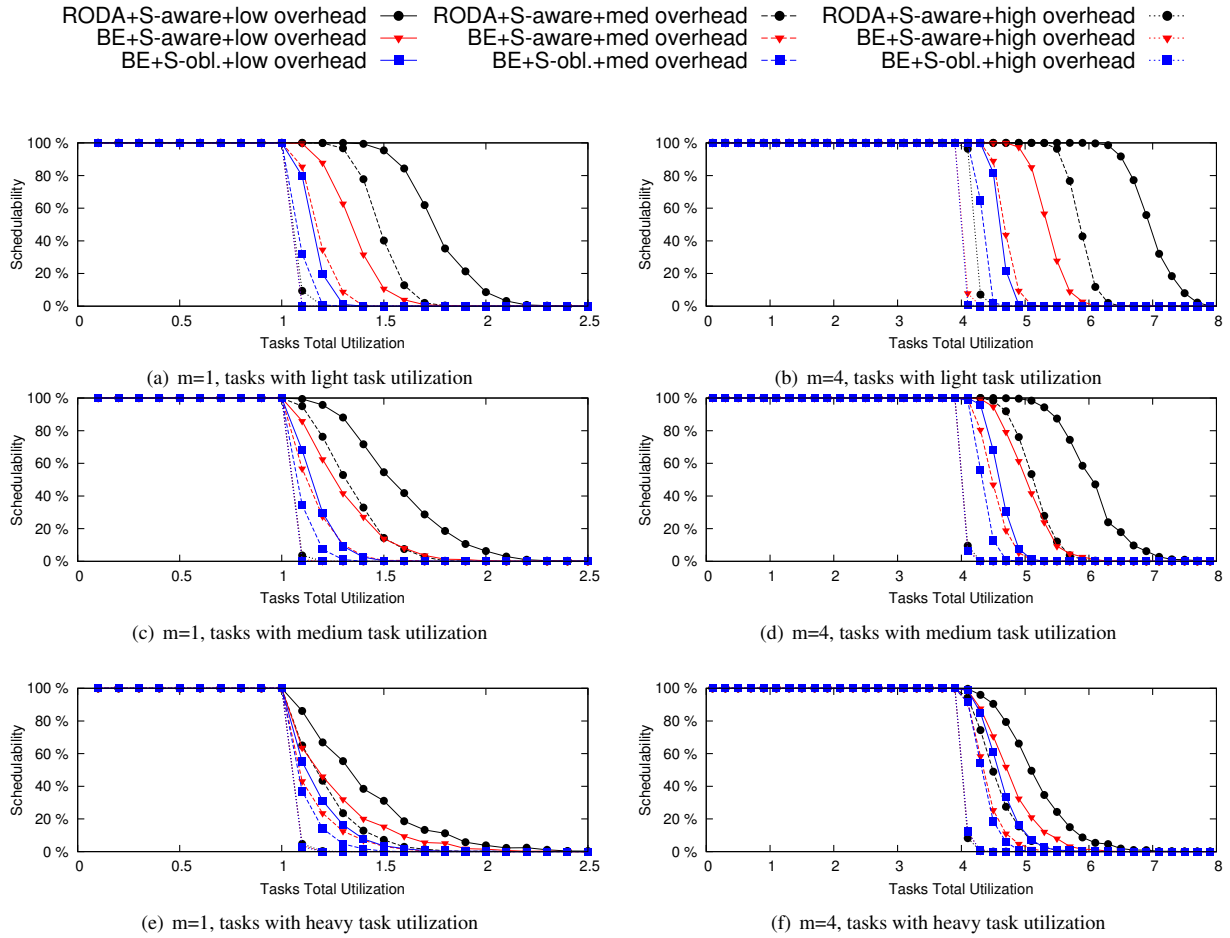 RODA+S-aware+low overhead RODA+S-aware+med overhead RODA+S-aware+high overhead
BE+S-aware+low overhead BE+S-aware+med overhead BE+S-aware+high overhead
BE+S-obl.+low overhead BE+S-obl.+med overhead BE+S-obl.+high overhead
100 %
80 %
60 %
40 %
20 %
0 %
Schedulability
0 0.5 1 1.5 2 2.5
Tasks Total Utilization
(a) m=1, tasks with light task utilization
100 %
80 %
60 %
40 %
20 %
0 %
Schedulability
0 1 2 3 4 5 6 7 8
Tasks Total Utilization
(b) m=4, tasks with light task utilization
100 %
80 %
60 %
40 %
20 %
0 %
Schedulability
0 0.5 1 1.5 2 2.5
Tasks Total Utilization
(c) m=1, tasks with medium task utilization
100 %
80 %
60 %
40 %
20 %
0 %
Schedulability
0 1 2 3 4 5 6 7 8
Tasks Total Utilization
(d) m=4, tasks with medium task utilization
100 %
80 %
60 %
40 %
20 %
0 %
Schedulability
0 0.5 1 1.5 2 2.5
Tasks Total Utilization
(e) m=1, tasks with heavy task utilization
100 %
80 %
60 %
40 %
20 %
0 %
Schedulability
0 1 2 3 4 5 6 7 8
Tasks Total Utilization
(f) m=4, tasks with heavy task utilization